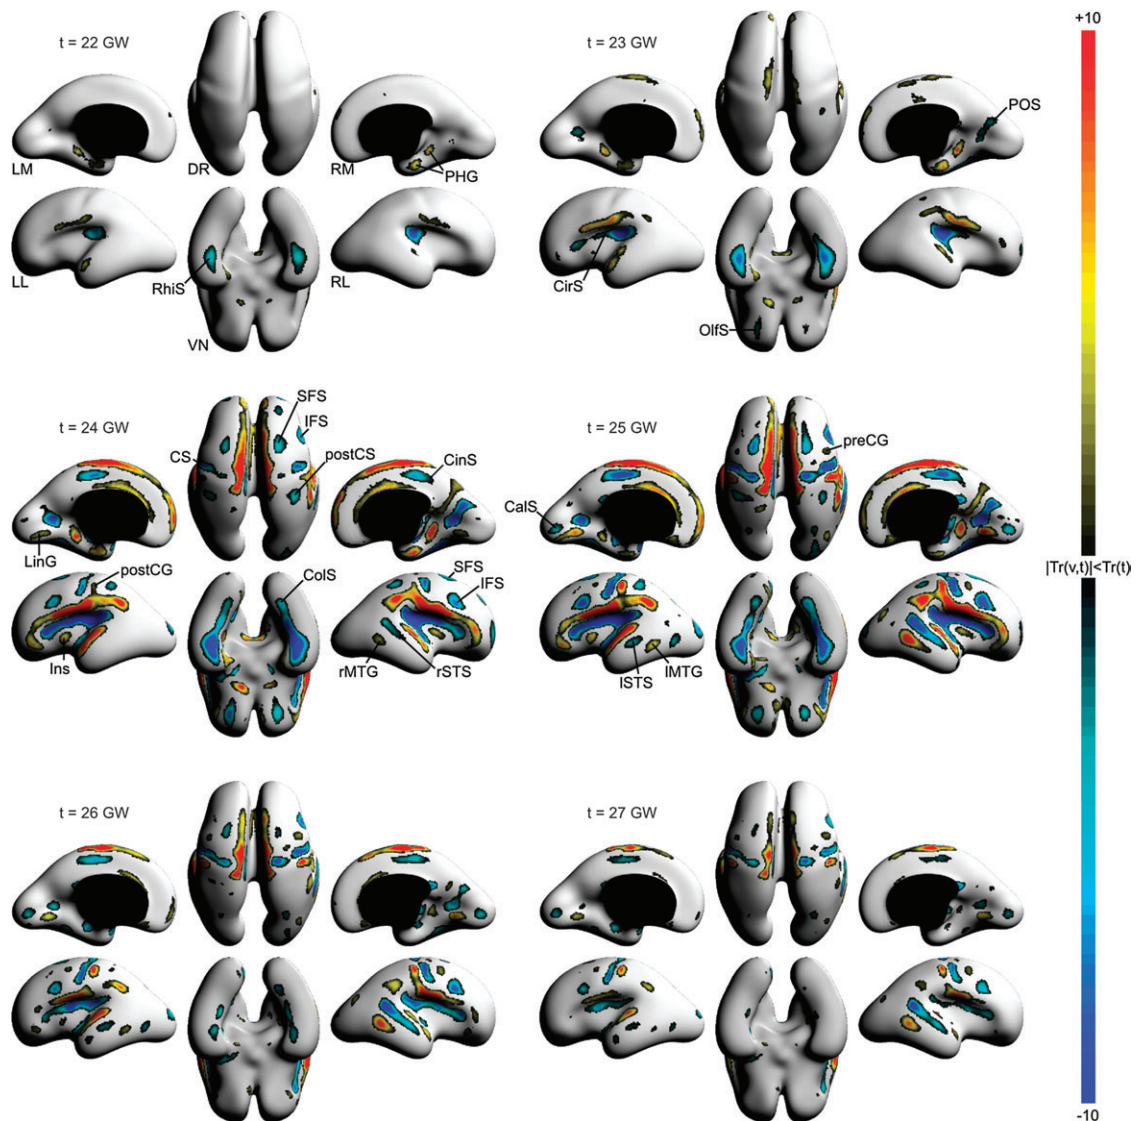 +10
t = 22 GW
t = 23 GW
POS
LM
DR
RM
PHG
LL
RhiS
RL
CirS
VN
OlfS
SFS
t = 24 GW
IFS
t = 25 GW
preCG
CS
postCS
CinS
CalS
LinG
|Tr(v,t)|<Tr(t)
postCG
ColS
SFS
IFS
Ins
rMTG
rSTS
lSTS
lMTG
t = 26 GW
t = 27 GW
-10